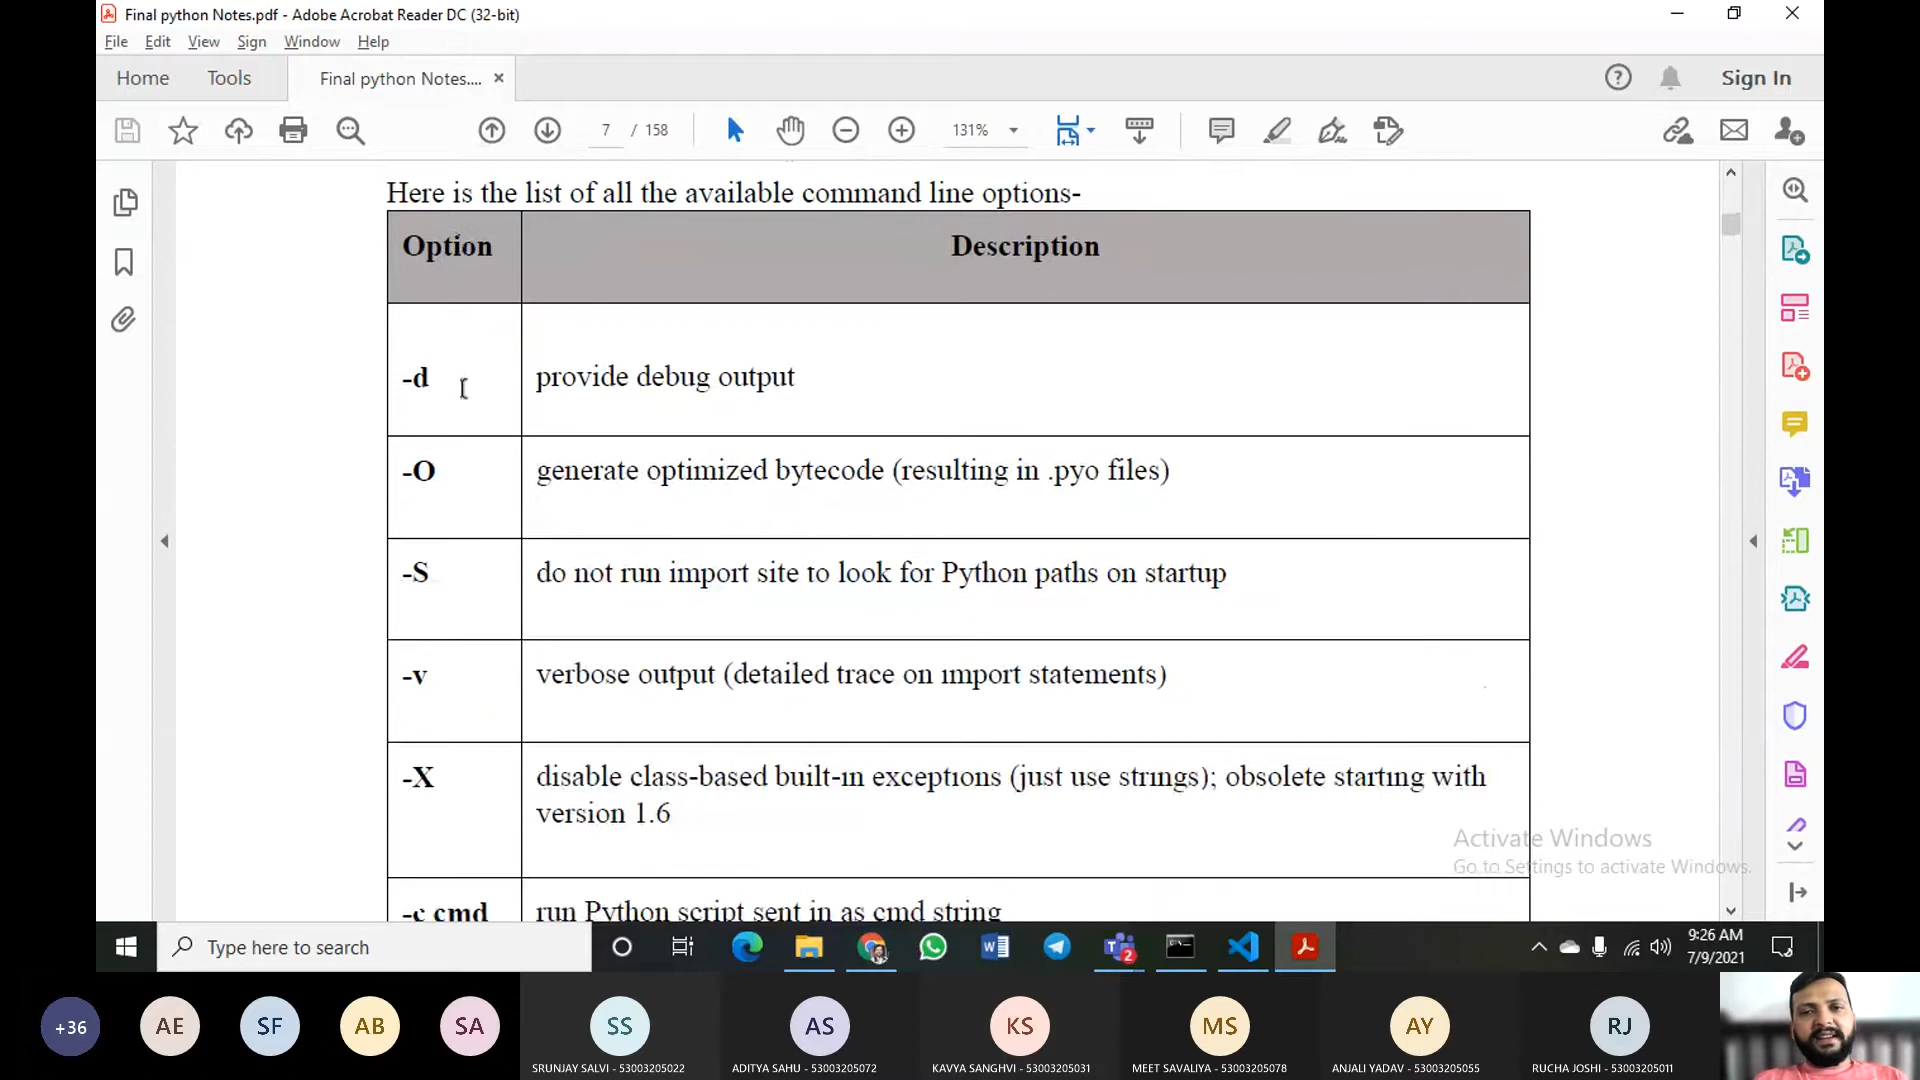 Final python Notes.pdf - Adobe Acrobat Reader DC (32-bit)
File Edit View Sign Window Help
Home Tools Final python Notes.... × Sign In
7 / 158 131%
Here is the list of all the available command line options-
Option Description
-d provide debug output
-O generate optimized bytecode (resulting in .pyo files)
-S do not run import site to look for Python paths on startup
-v verbose output (detailed trace on import statements)
-X disable class-based built-in exceptions (just use strings); obsolete starting with
version 1.6
Activate Windows
Go to Settings to activate Windows.
-c cmd run Python script sent in as cmd string
Type here to search 2 9:26 AM
7/9/2021
+36 AE SF AB SA SS AS KS MS AY RJ
SRUNJAY SALVI - 53003205022 ADITYA SAHU - 53003205072 KAVYA SANGHVI - 53003205031 MEET SAVALIYA - 53003205078 ANJALI YADAV - 53003205055 RUCHA JOSHI - 53003205011